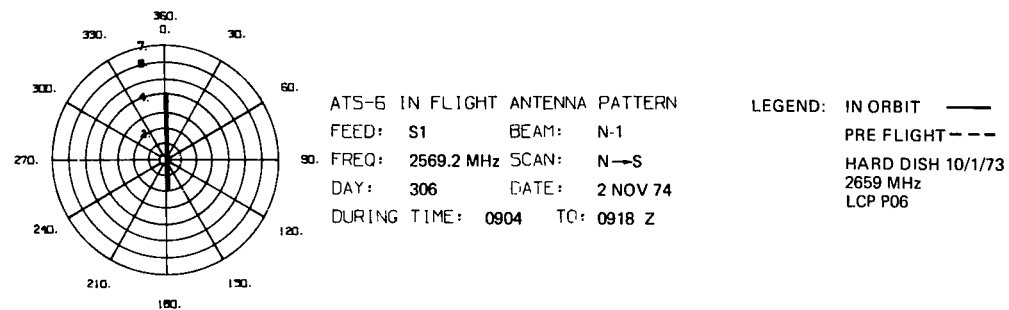 360.
0.
330. 30.
7.
6.
300. 60.
4.
2.
270. 90.
240. 120.
210. 150.
180.
ATS-6 IN FLIGHT ANTENNA PATTERN
FEED: S1 BEAM: N-1
FREQ: 2569.2 MHz SCAN: N→S
DAY: 306 DATE: 2 NOV 74
DURING TIME: 0904 TO: 0918 Z
LEGEND: IN ORBIT ——
PRE FLIGHT – – –
HARD DISH 10/1/73
2659 MHz
LCP P06